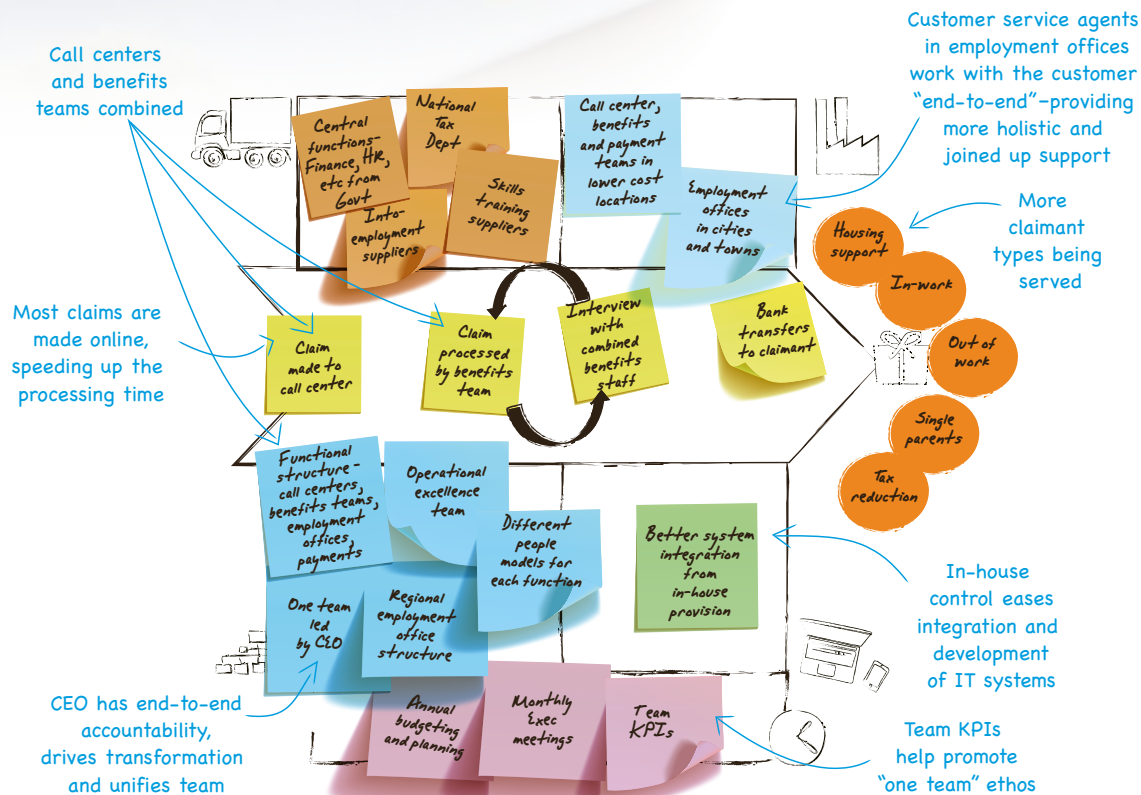 Call centers
and benefits
teams combined
Customer service agents
in employment offices
work with the customer
“end-to-end”–providing
more holistic and
joined up support
Central
functions-
Finance, HR,
etc from
Govt
National
Tax
Dept
Into-
employment
suppliers
Skills
training
suppliers
Call center,
benefits
and payment
teams in
lower cost
locations
Employment
offices
in cities
and towns
More
claimant
types being
served
Housing
support
In-work
Out of
work
Single
parents
Tax
reduction
Most claims are
made online,
speeding up the
processing time
Claim
made to
call center
Claim
processed
by benefits
team
Interview
with
combined
benefits
staff
Bank
transfers
to claimant
Functional
structure-
call centers,
benefits teams,
employment
offices,
payments
Operational
excellence
team
Different
people
models for
each function
One team
led
by CEO
Regional
employment
office
structure
Better system
integration
from
in-house
provision
In-house
control eases
integration and
development
of IT systems
CEO has end-to-end
accountability,
drives transformation
and unifies team
Annual
budgeting
and planning
Monthly
Exec
meetings
Team
KPIs
Team KPIs
help promote
“one team” ethos